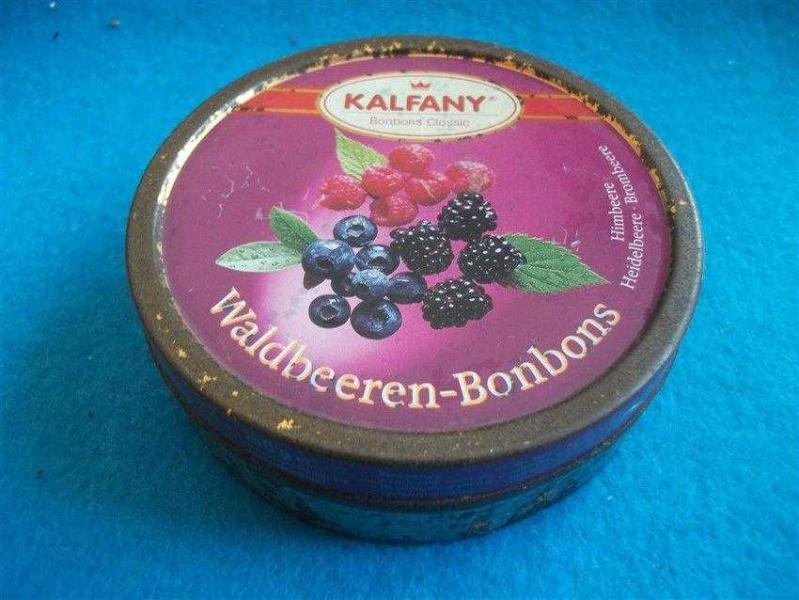 KALFANY®
Bonbons Classic
Himbeere
Heidelbeere · Brombeere
Waldbeeren-Bonbons